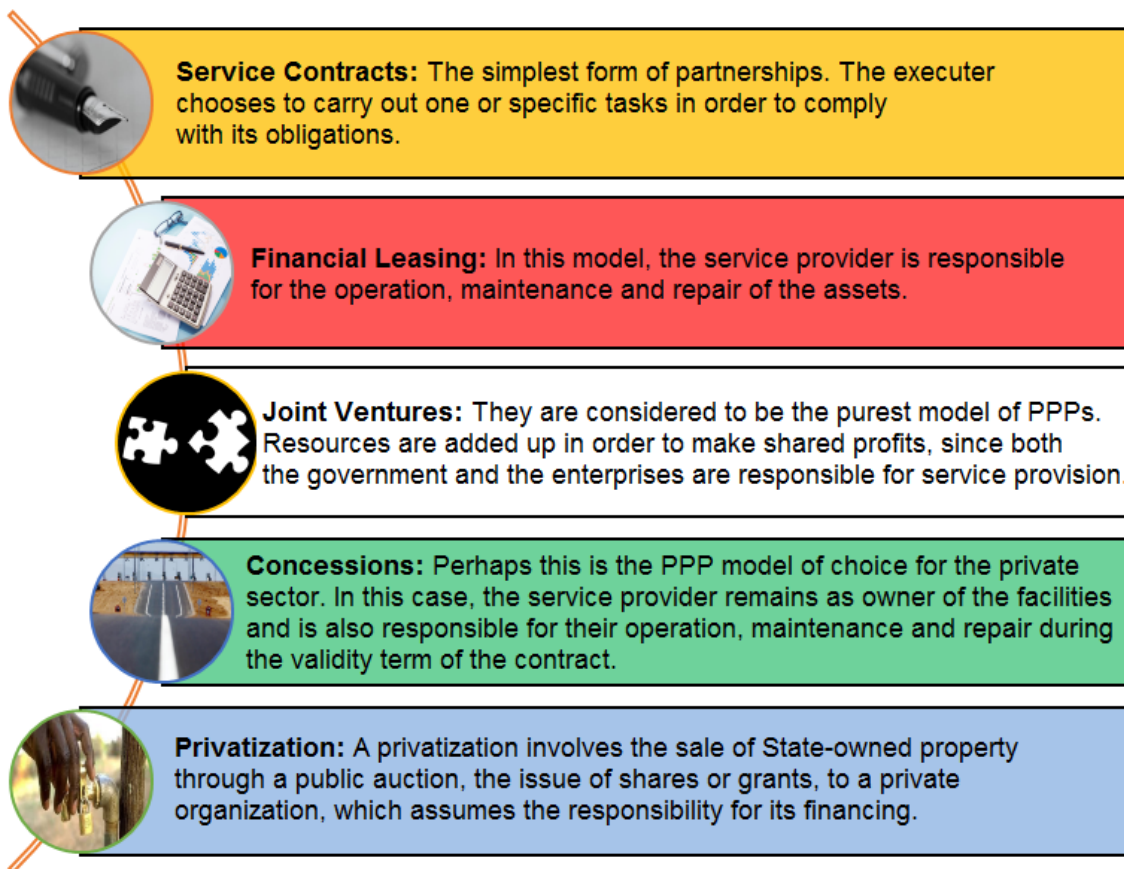 Service Contracts: The simplest form of partnerships. The executer
chooses to carry out one or specific tasks in order to comply
with its obligations.
Financial Leasing: In this model, the service provider is responsible
for the operation, maintenance and repair of the assets.
Joint Ventures: They are considered to be the purest model of PPPs.
Resources are added up in order to make shared profits, since both
the government and the enterprises are responsible for service provision.
Concessions: Perhaps this is the PPP model of choice for the private
sector. In this case, the service provider remains as owner of the facilities
and is also responsible for their operation, maintenance and repair during
the validity term of the contract.
Privatization: A privatization involves the sale of State-owned property
through a public auction, the issue of shares or grants, to a private
organization, which assumes the responsibility for its financing.